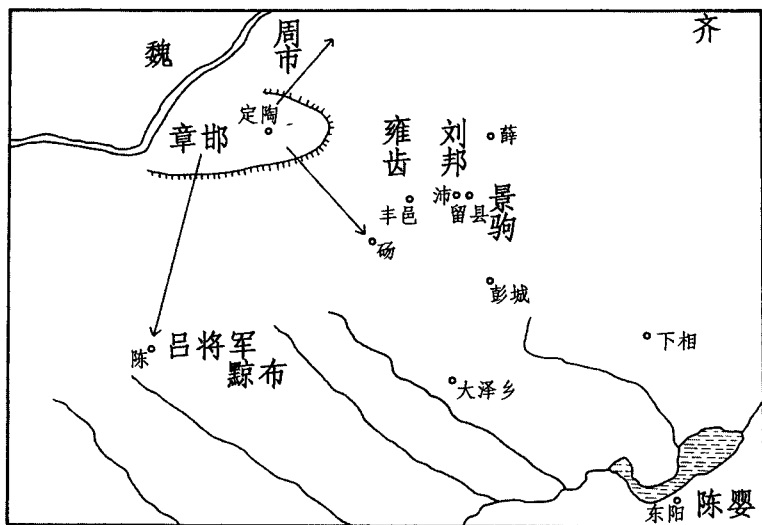 魏
周市
齐
定陶
章邯
雍齿
刘邦
薛
沛
留县
景驹
丰邑
砀
彭城
陈
吕将军
黥布
下相
大泽乡
东阳
陈婴